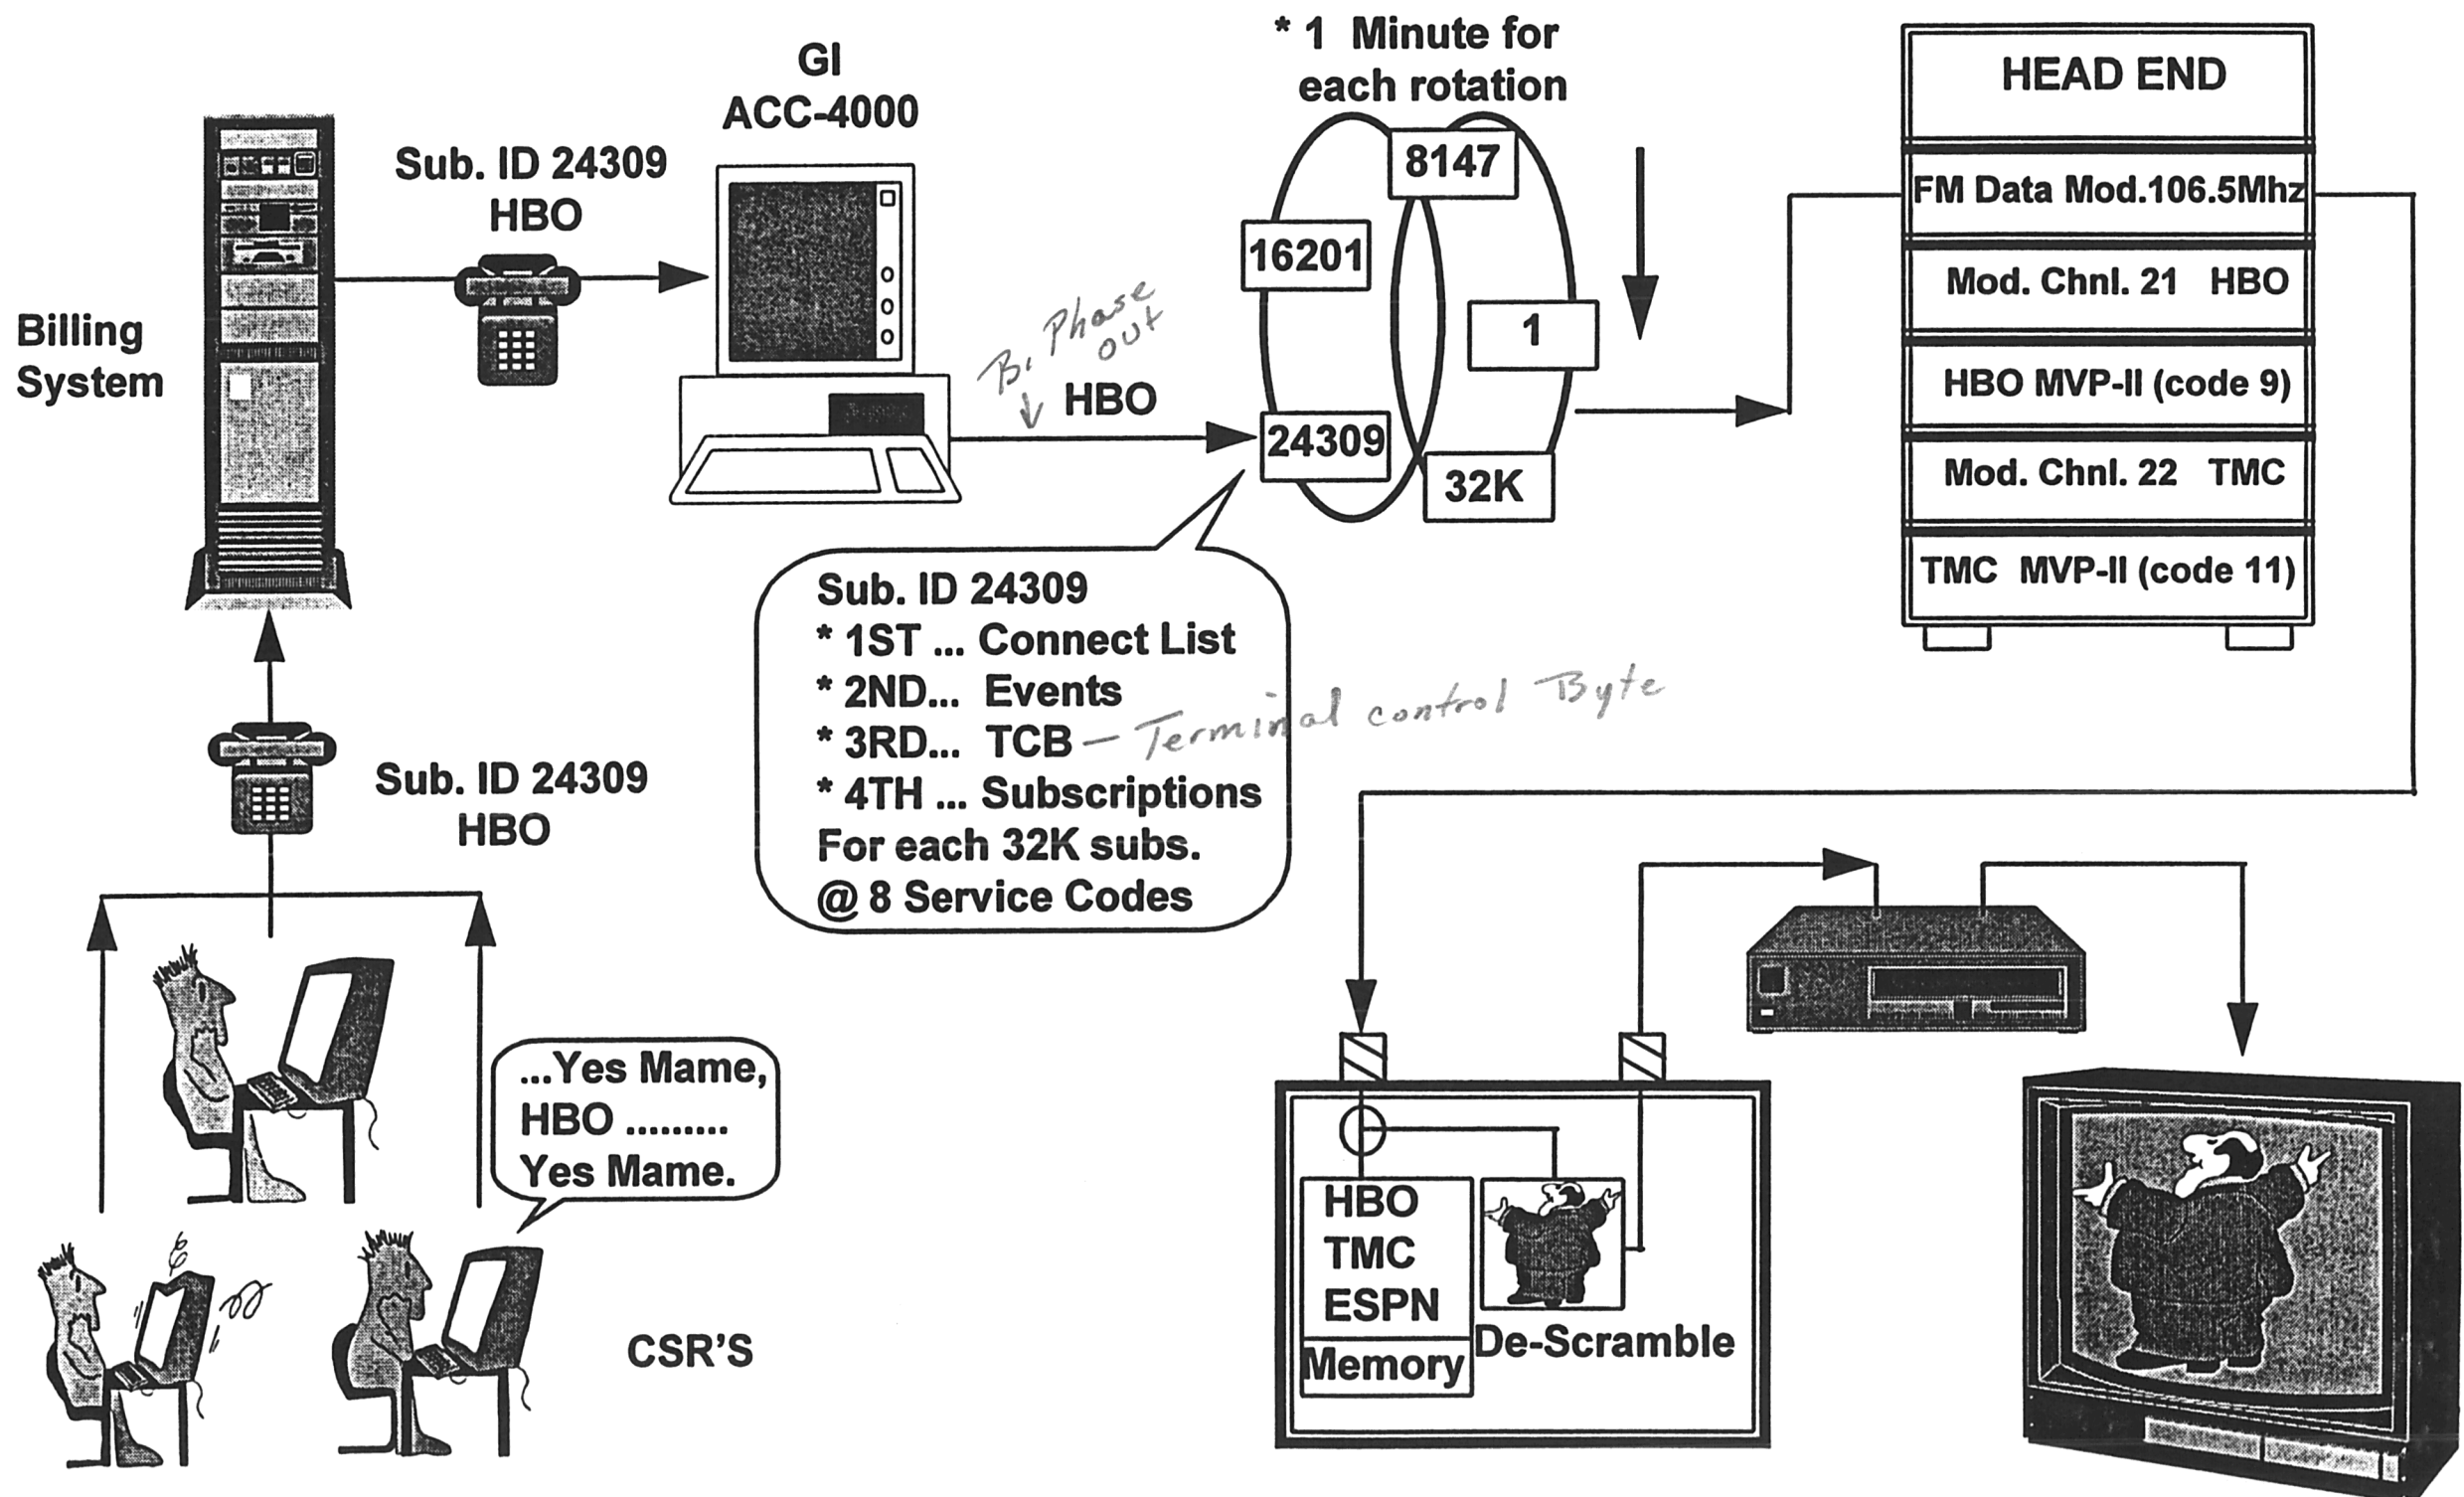 * 1 Minute for
each rotation
GI
ACC-4000
HEAD END
FM Data Mod.106.5Mhz
Mod. Chnl. 21 HBO
HBO MVP-II (code 9)
Mod. Chnl. 22 TMC
TMC MVP-II (code 11)
Sub. ID 24309
HBO
Billing
System
Bi Phase
out
HBO
8147
16201
1
24309
32K
Sub. ID 24309
* 1ST ... Connect List
* 2ND... Events
* 3RD... TCB — Terminal control Byte
* 4TH ... Subscriptions
For each 32K subs.
@ 8 Service Codes
Sub. ID 24309
HBO
...Yes Mame,
HBO .........
Yes Mame.
CSR'S
HBO
TMC
ESPN
Memory
De-Scramble